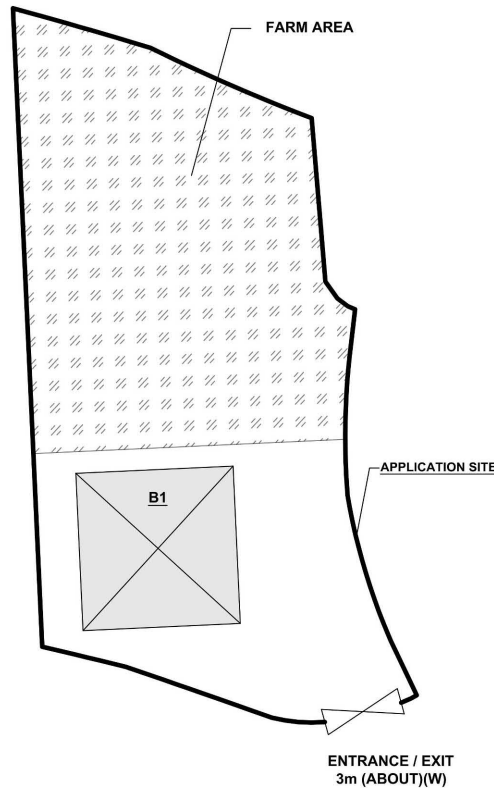 FARM AREA
B1
APPLICATION SITE
ENTRANCE / EXIT
3m (ABOUT)(W)